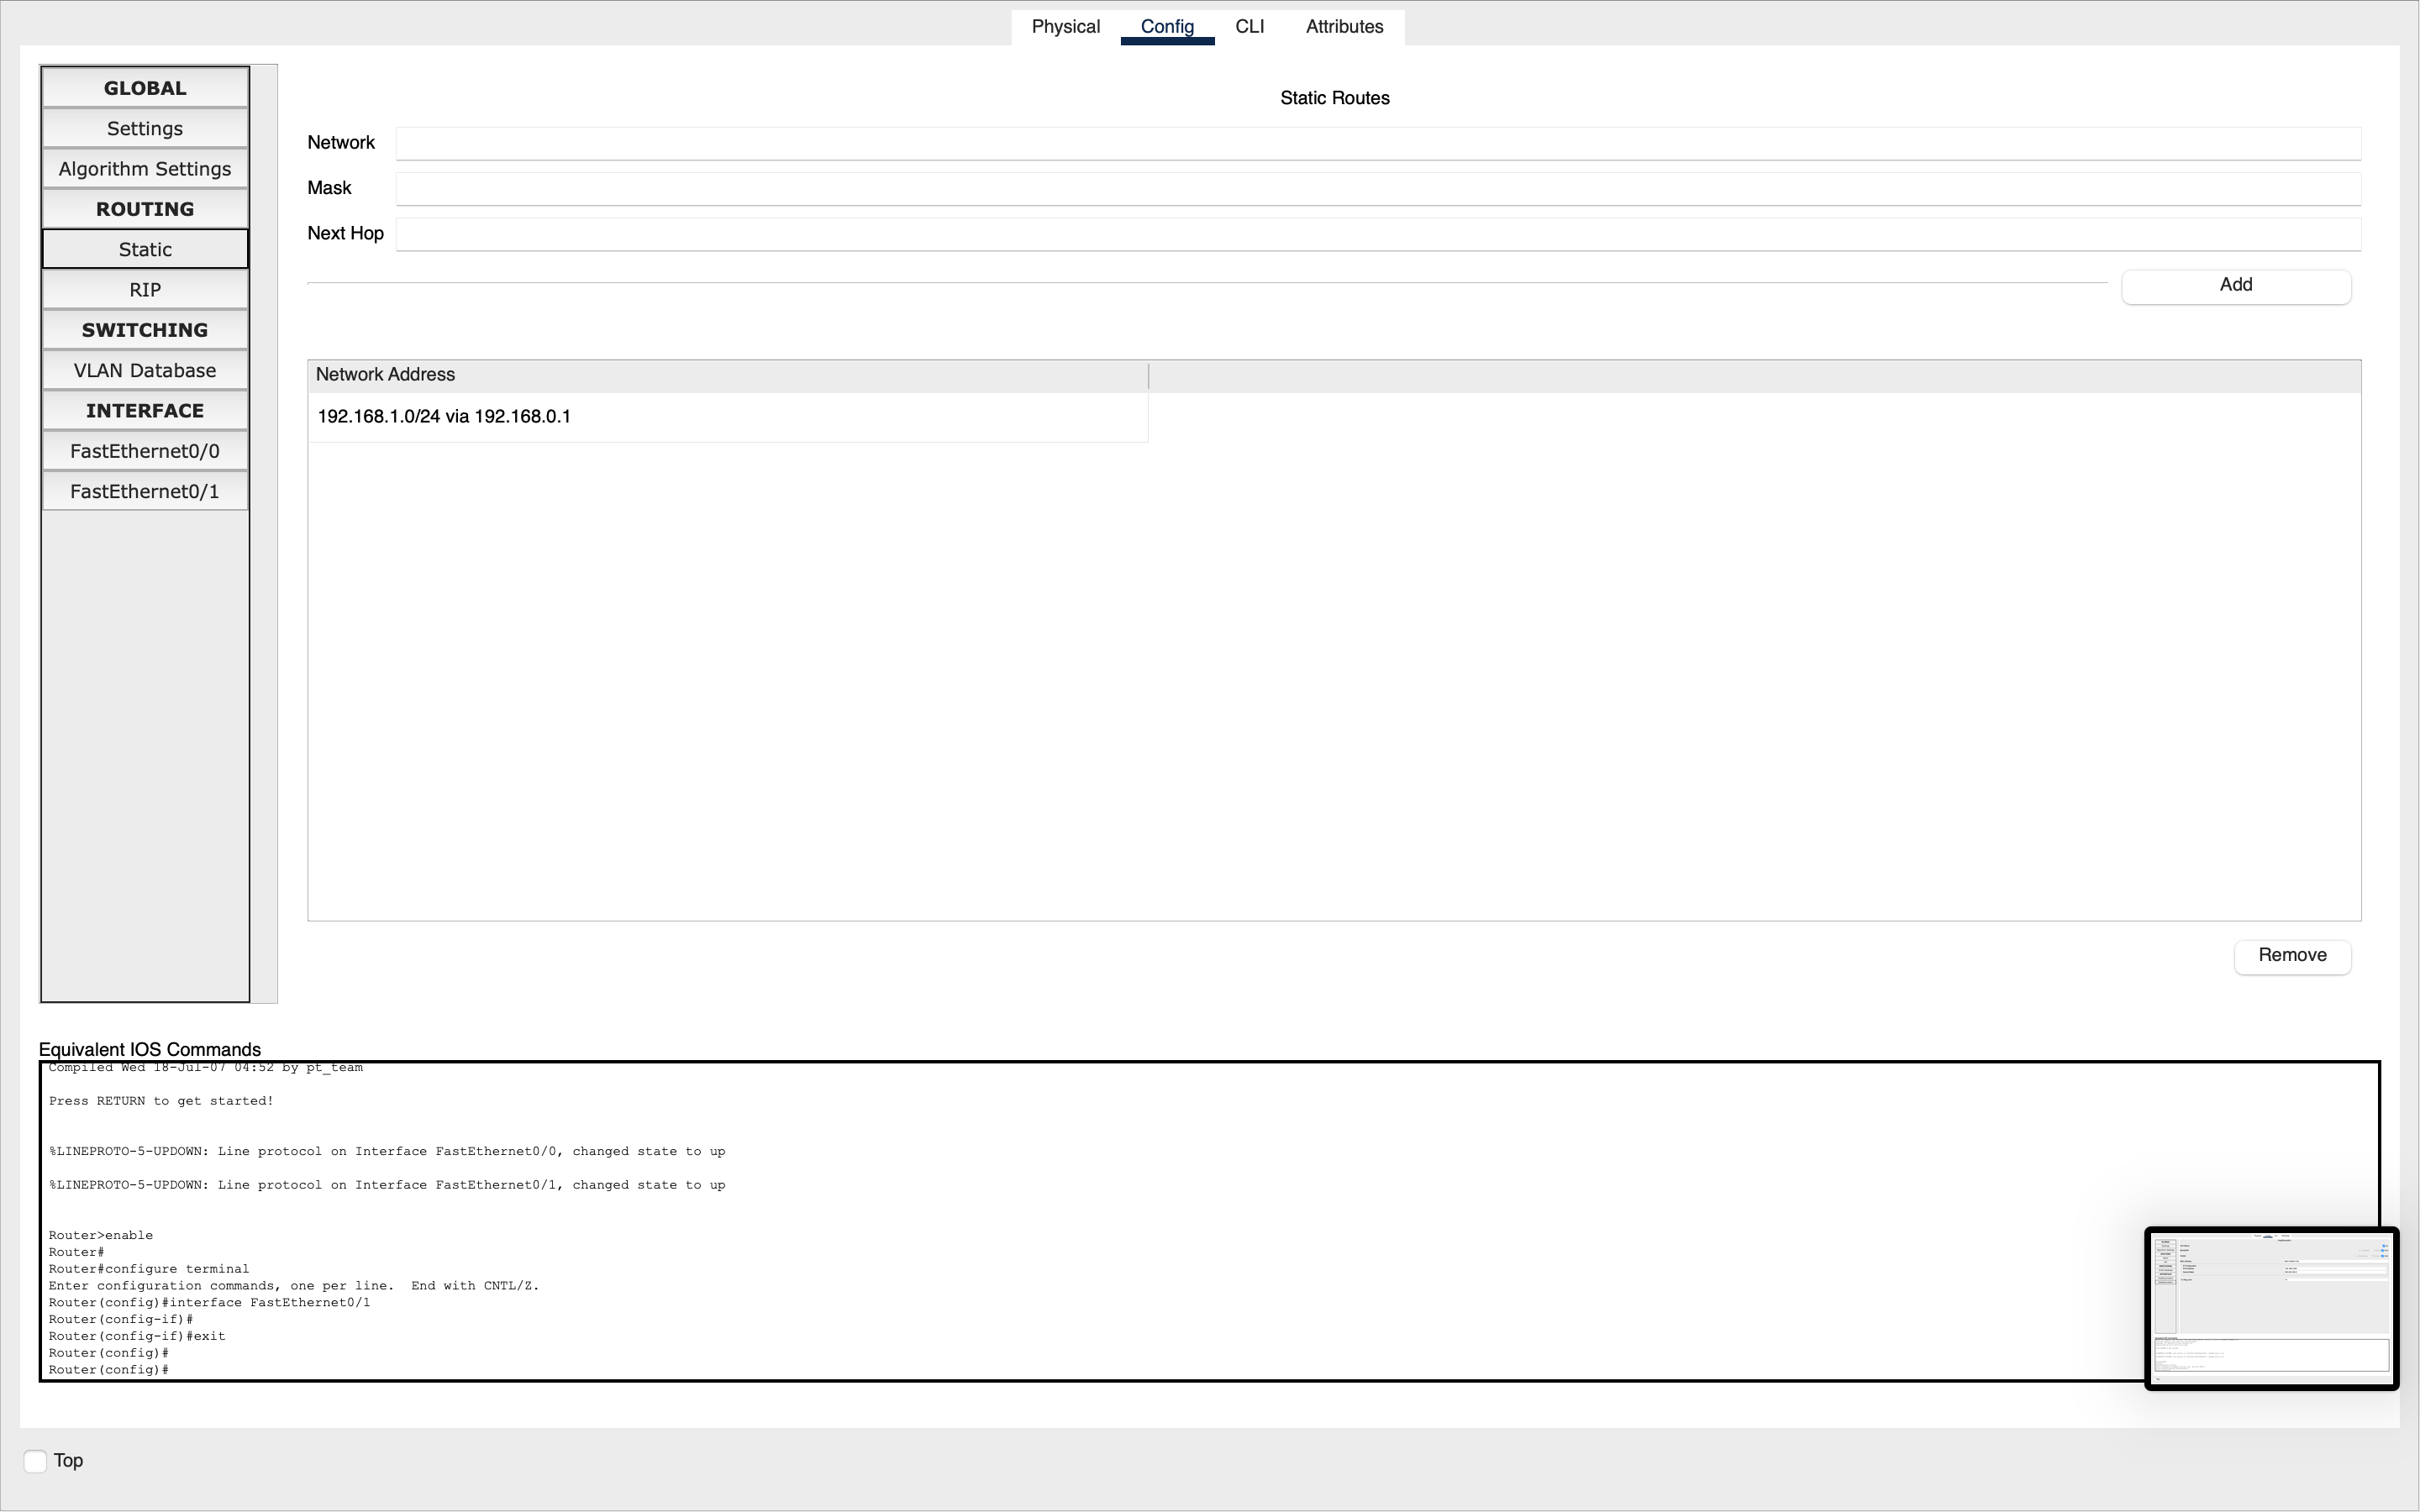 Physical Config CLI Attributes
GLOBAL
Settings
Algorithm Settings
ROUTING
Static
RIP
SWITCHING
VLAN Database
INTERFACE
FastEthernet0/0
FastEthernet0/1
Static Routes
Network
Mask
Next Hop
Add
Network Address
192.168.1.0/24 via 192.168.0.1
Remove
Equivalent IOS Commands
Compiled Wed 18-Jul-07 04:52 by pt_team
Press RETURN to get started!
%LINEPROTO-5-UPDOWN: Line protocol on Interface FastEthernet0/0, changed state to up
%LINEPROTO-5-UPDOWN: Line protocol on Interface FastEthernet0/1, changed state to up
Router>enable
Router#
Router#configure terminal
Enter configuration commands, one per line.  End with CNTL/Z.
Router(config)#interface FastEthernet0/1
Router(config-if)#
Router(config-if)#exit
Router(config)#
Router(config)#
Top